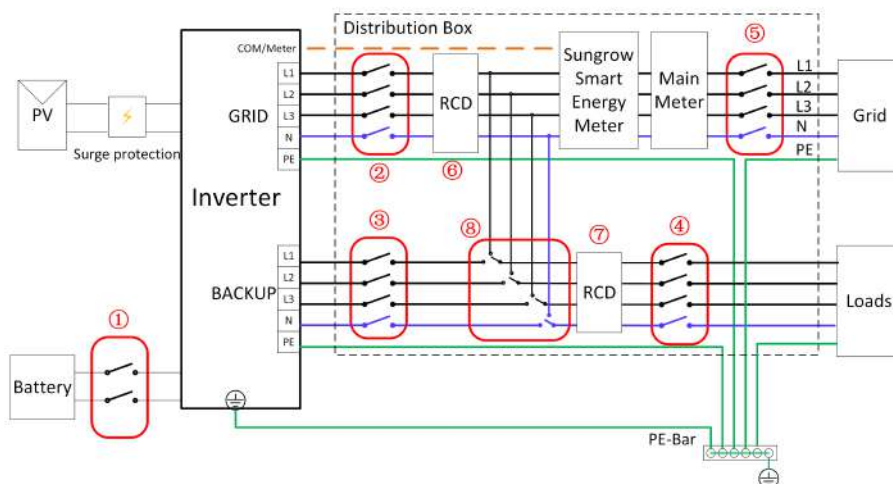 Distribution Box
⑤
COM/Meter
L1
L2
L3
N
PE
GRID
②
RCD
⑥
Sungrow
Smart
Energy
Meter
Main
Meter
L1
L2
L3
N
PE
Grid
PV
Surge protection
Inverter
③
⑧
⑦
④
L1
L2
L3
N
PE
BACKUP
RCD
Loads
①
Battery
PE-Bar